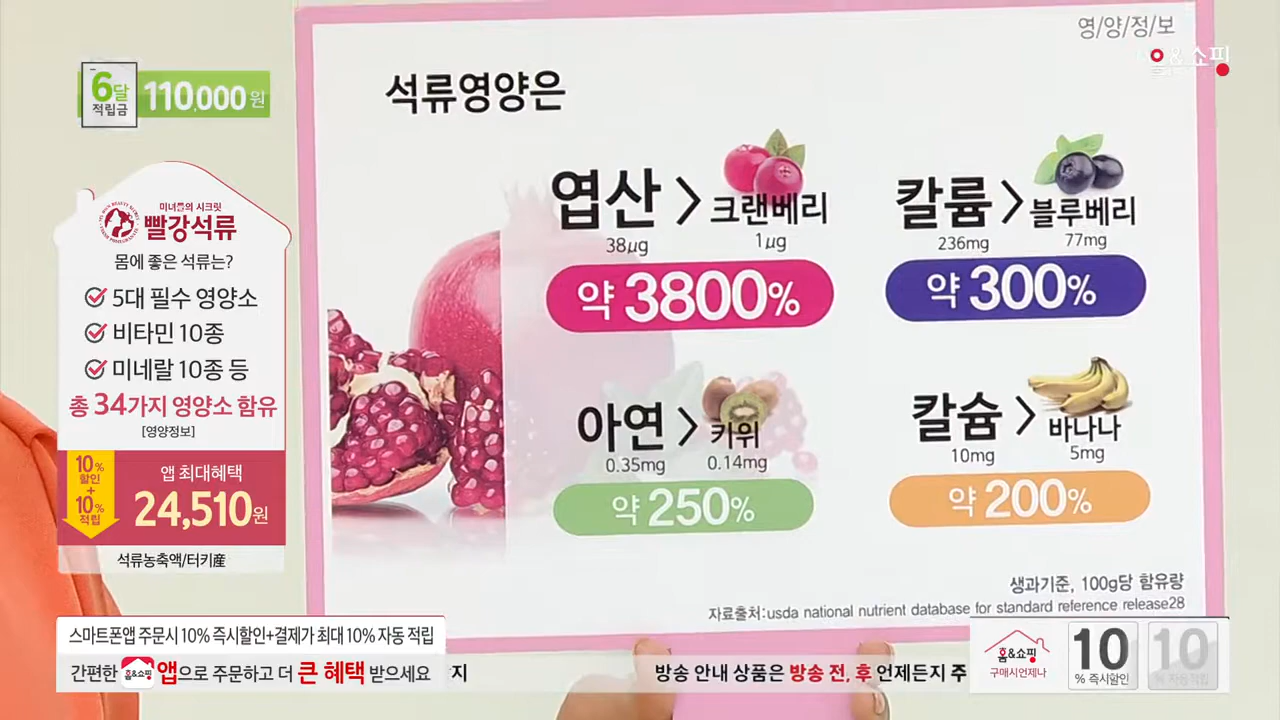 영/양/정/보
홈&쇼핑
6달
적립금
110,000원
석류영양은
엽산 > 크랜베리
38μg 1μg
약 3800%
칼륨 > 블루베리
236mg 77mg
약 300%
아연 > 키위
0.35mg 0.14mg
약 250%
칼슘 > 바나나
10mg 5mg
약 200%
생과기준, 100g당 함유량
자료출처:usda national nutrient database for standard reference release28
미녀들의 시크릿
빨강석류
몸에 좋은 석류는?
5대 필수 영양소
비타민 10종
미네랄 10종 등
총 34가지 영양소 함유
[영양정보]
10%
할인
+
10%
적립
앱 최대혜택
24,510원
석류농축액/터키産
스마트폰앱 주문시 10% 즉시할인+결제가 최대 10% 자동 적립
간편한 홈&쇼핑 앱으로 주문하고 더 큰 혜택 받으세요
지 방송 안내 상품은 방송 전, 후 언제든지 주
홈&쇼핑
구매시언제나
10
% 즉시할인
10
% 자동적립